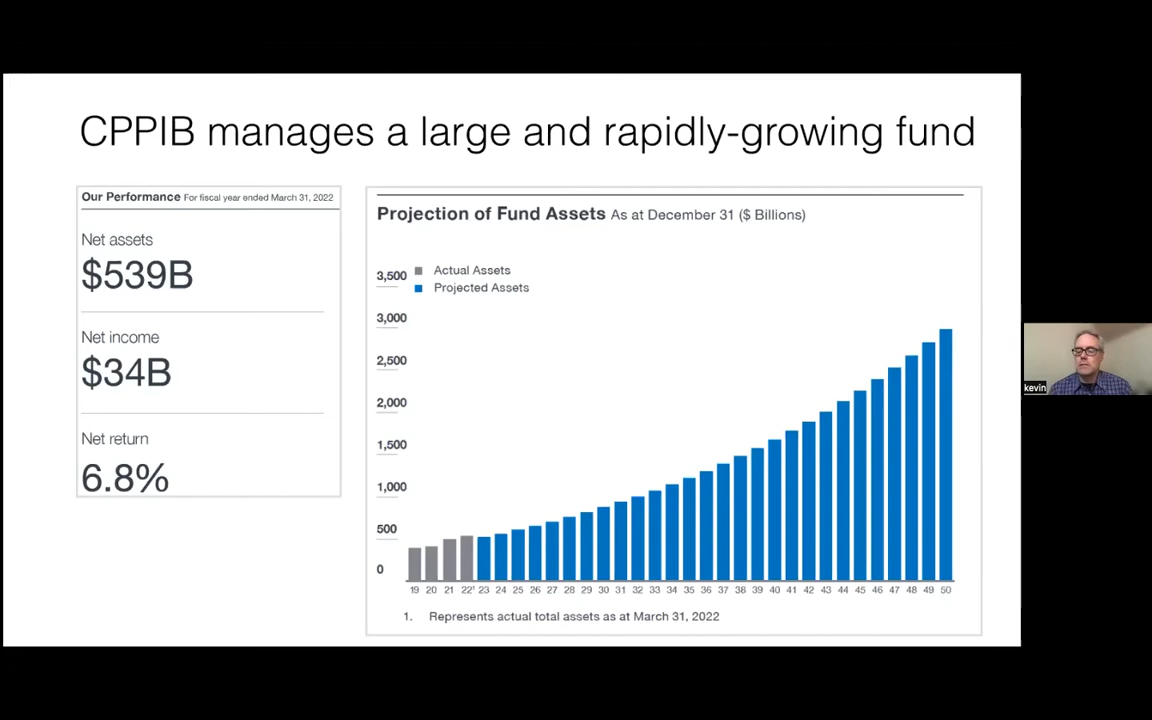 CPPIB manages a large and rapidly-growing fund
Our Performance For fiscal year ended March 31, 2022
Net assets
$539B
Net income
$34B
Net return
6.8%
Projection of Fund Assets As at December 31 ($ Billions)
Actual Assets
Projected Assets
3,500
3,000
2,500
2,000
1,500
1,000
500
0
19 20 21 22¹ 23 24 25 26 27 28 29 30 31 32 33 34 35 36 37 38 39 40 41 42 43 44 45 46 47 48 49 50
1. Represents actual total assets as at March 31, 2022
kevin